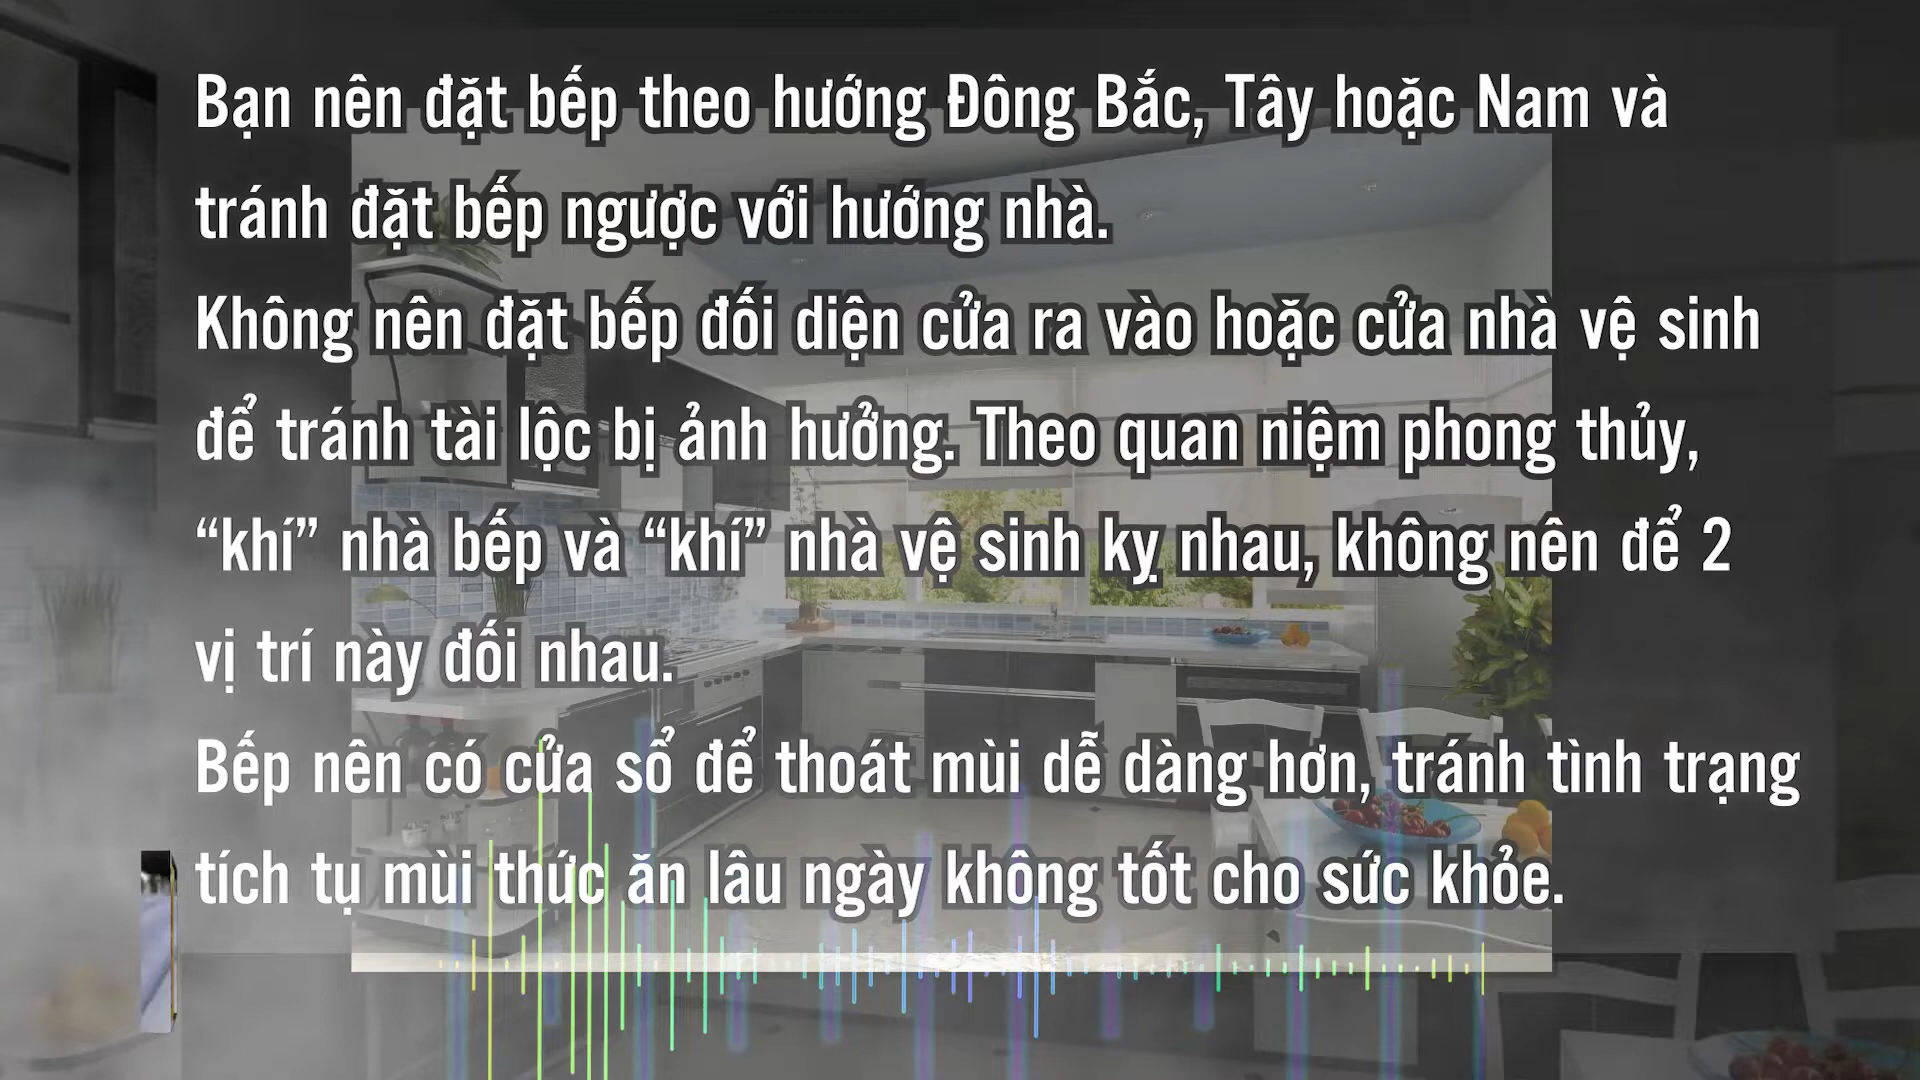 Bạn nên đặt bếp theo hướng Đông Bắc, Tây hoặc Nam và
tránh đặt bếp ngược với hướng nhà.
Không nên đặt bếp đối diện cửa ra vào hoặc cửa nhà vệ sinh
để tránh tài lộc bị ảnh hưởng. Theo quan niệm phong thủy,
“khí” nhà bếp và “khí” nhà vệ sinh kỵ nhau, không nên để 2
vị trí này đối nhau.
Bếp nên có cửa sổ để thoát mùi dễ dàng hơn, tránh tình trạng
tích tụ mùi thức ăn lâu ngày không tốt cho sức khỏe.